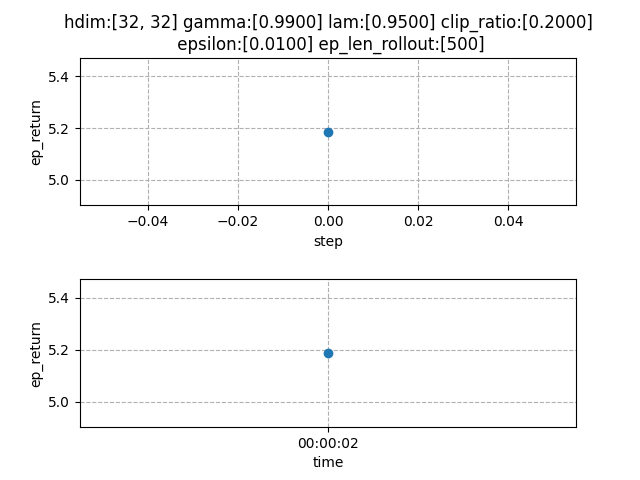 hdim:[32, 32] gamma:[0.9900] lam:[0.9500] clip_ratio:[0.2000]
epsilon:[0.0100] ep_len_rollout:[500]
ep_return
5.4
5.2
5.0
−0.04 −0.02 0.00 0.02 0.04
step
ep_return
5.4
5.2
5.0
00:00:02
time